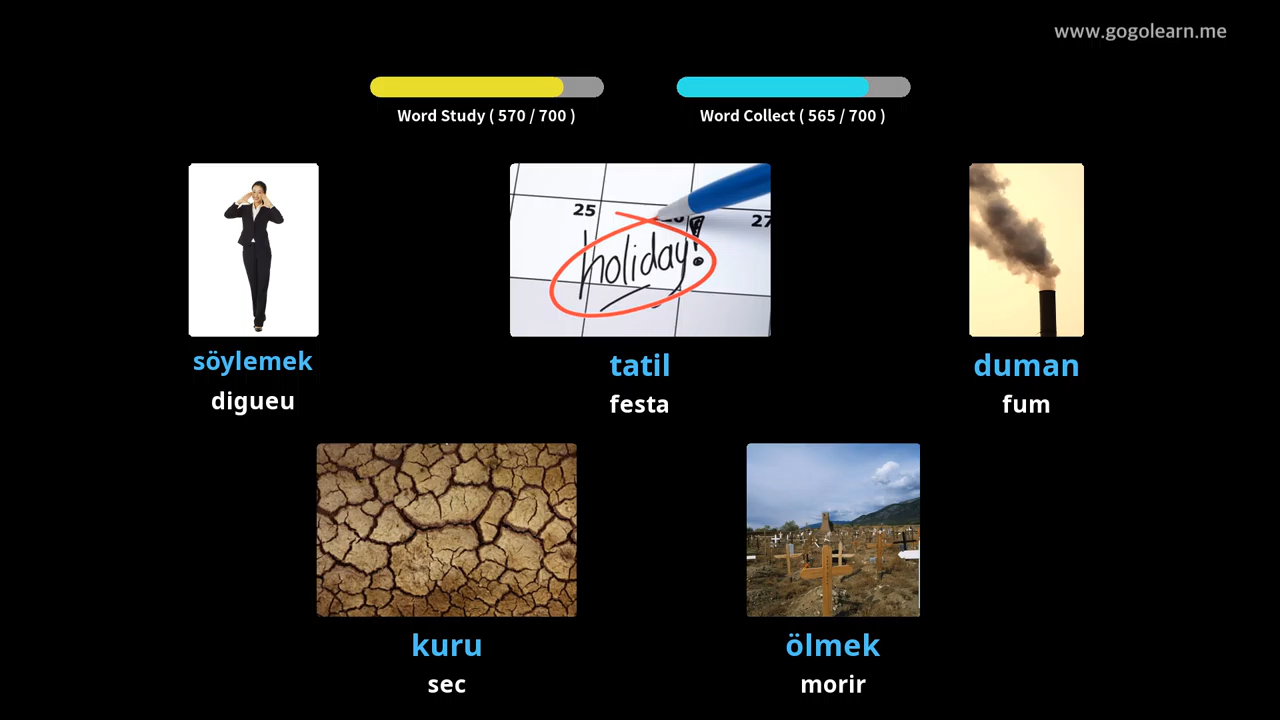 www.gogolearn.me
Word Study ( 570 / 700 )
Word Collect ( 565 / 700 )
25
27
holiday!
söylemek
digueu
tatil
festa
duman
fum
kuru
sec
ölmek
morir